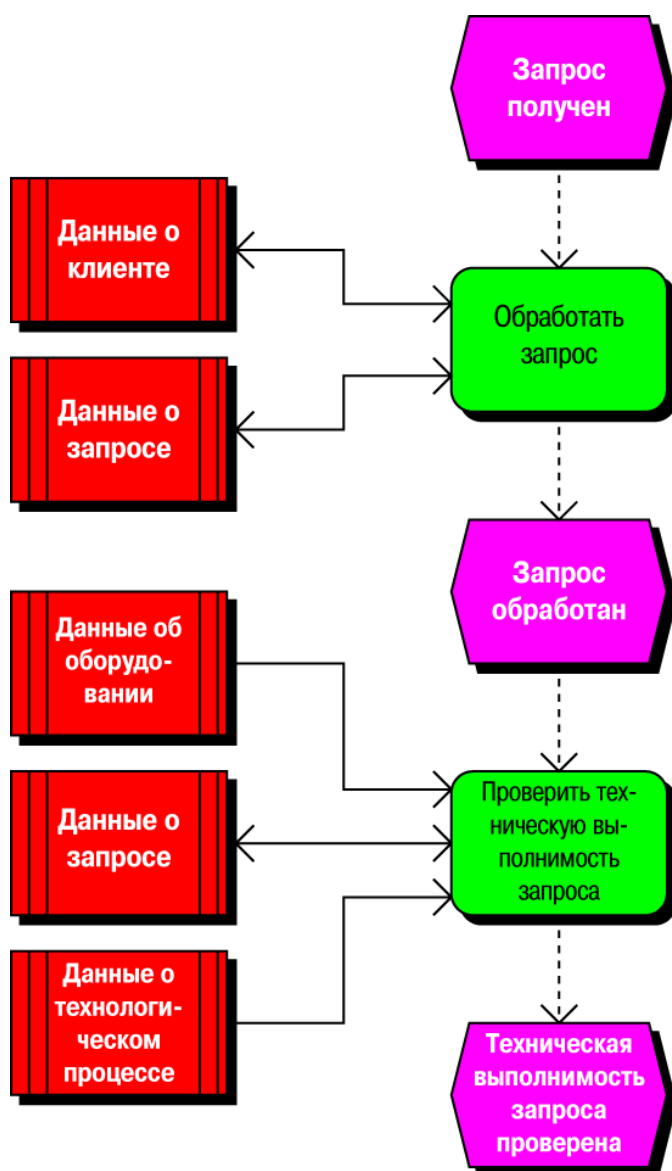 Запрос
получен
Данные о
клиенте
Обработать
запрос
Данные о
запросе
Запрос
обработан
Данные об
оборудо-
вании
Данные о
запросе
Проверить тех-
ническую вы-
полнимость
запроса
Данные о
технологи-
ческом
процессе
Техническая
выполнимость
запроса
проверена